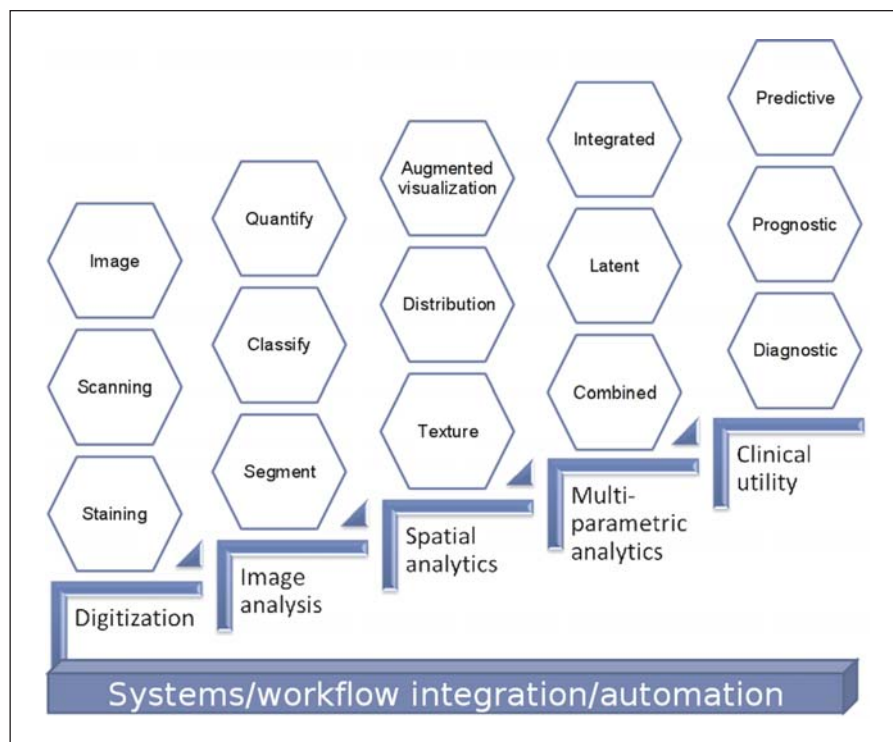 Image
Scanning
Staining
Digitization
Quantify
Classify
Segment
Image
analysis
Augmented
visualization
Distribution
Texture
Spatial
analytics
Integrated
Latent
Combined
Multi-
parametric
analytics
Predictive
Prognostic
Diagnostic
Clinical
utility
Systems/workflow integration/automation